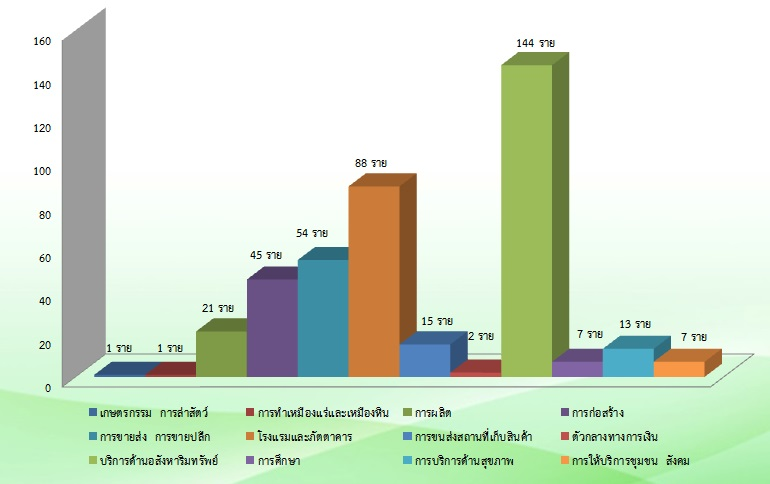 160
140
120
100
80
60
40
20
0
1 ราย
1 ราย
21 ราย
45 ราย
54 ราย
88 ราย
15 ราย
2 ราย
144 ราย
7 ราย
13 ราย
7 ราย
เกษตรกรรม การล่าสัตว์
การทำเหมืองแร่และเหมืองหิน
การผลิต
การก่อสร้าง
การขายส่ง การขายปลีก
โรงแรมและภัตตาคาร
การขนส่งสถานที่เก็บสินค้า
ตัวกลางทางการเงิน
บริการด้านอสังหาริมทรัพย์
การศึกษา
การบริการด้านสุขภาพ
การให้บริการชุมชน สังคม